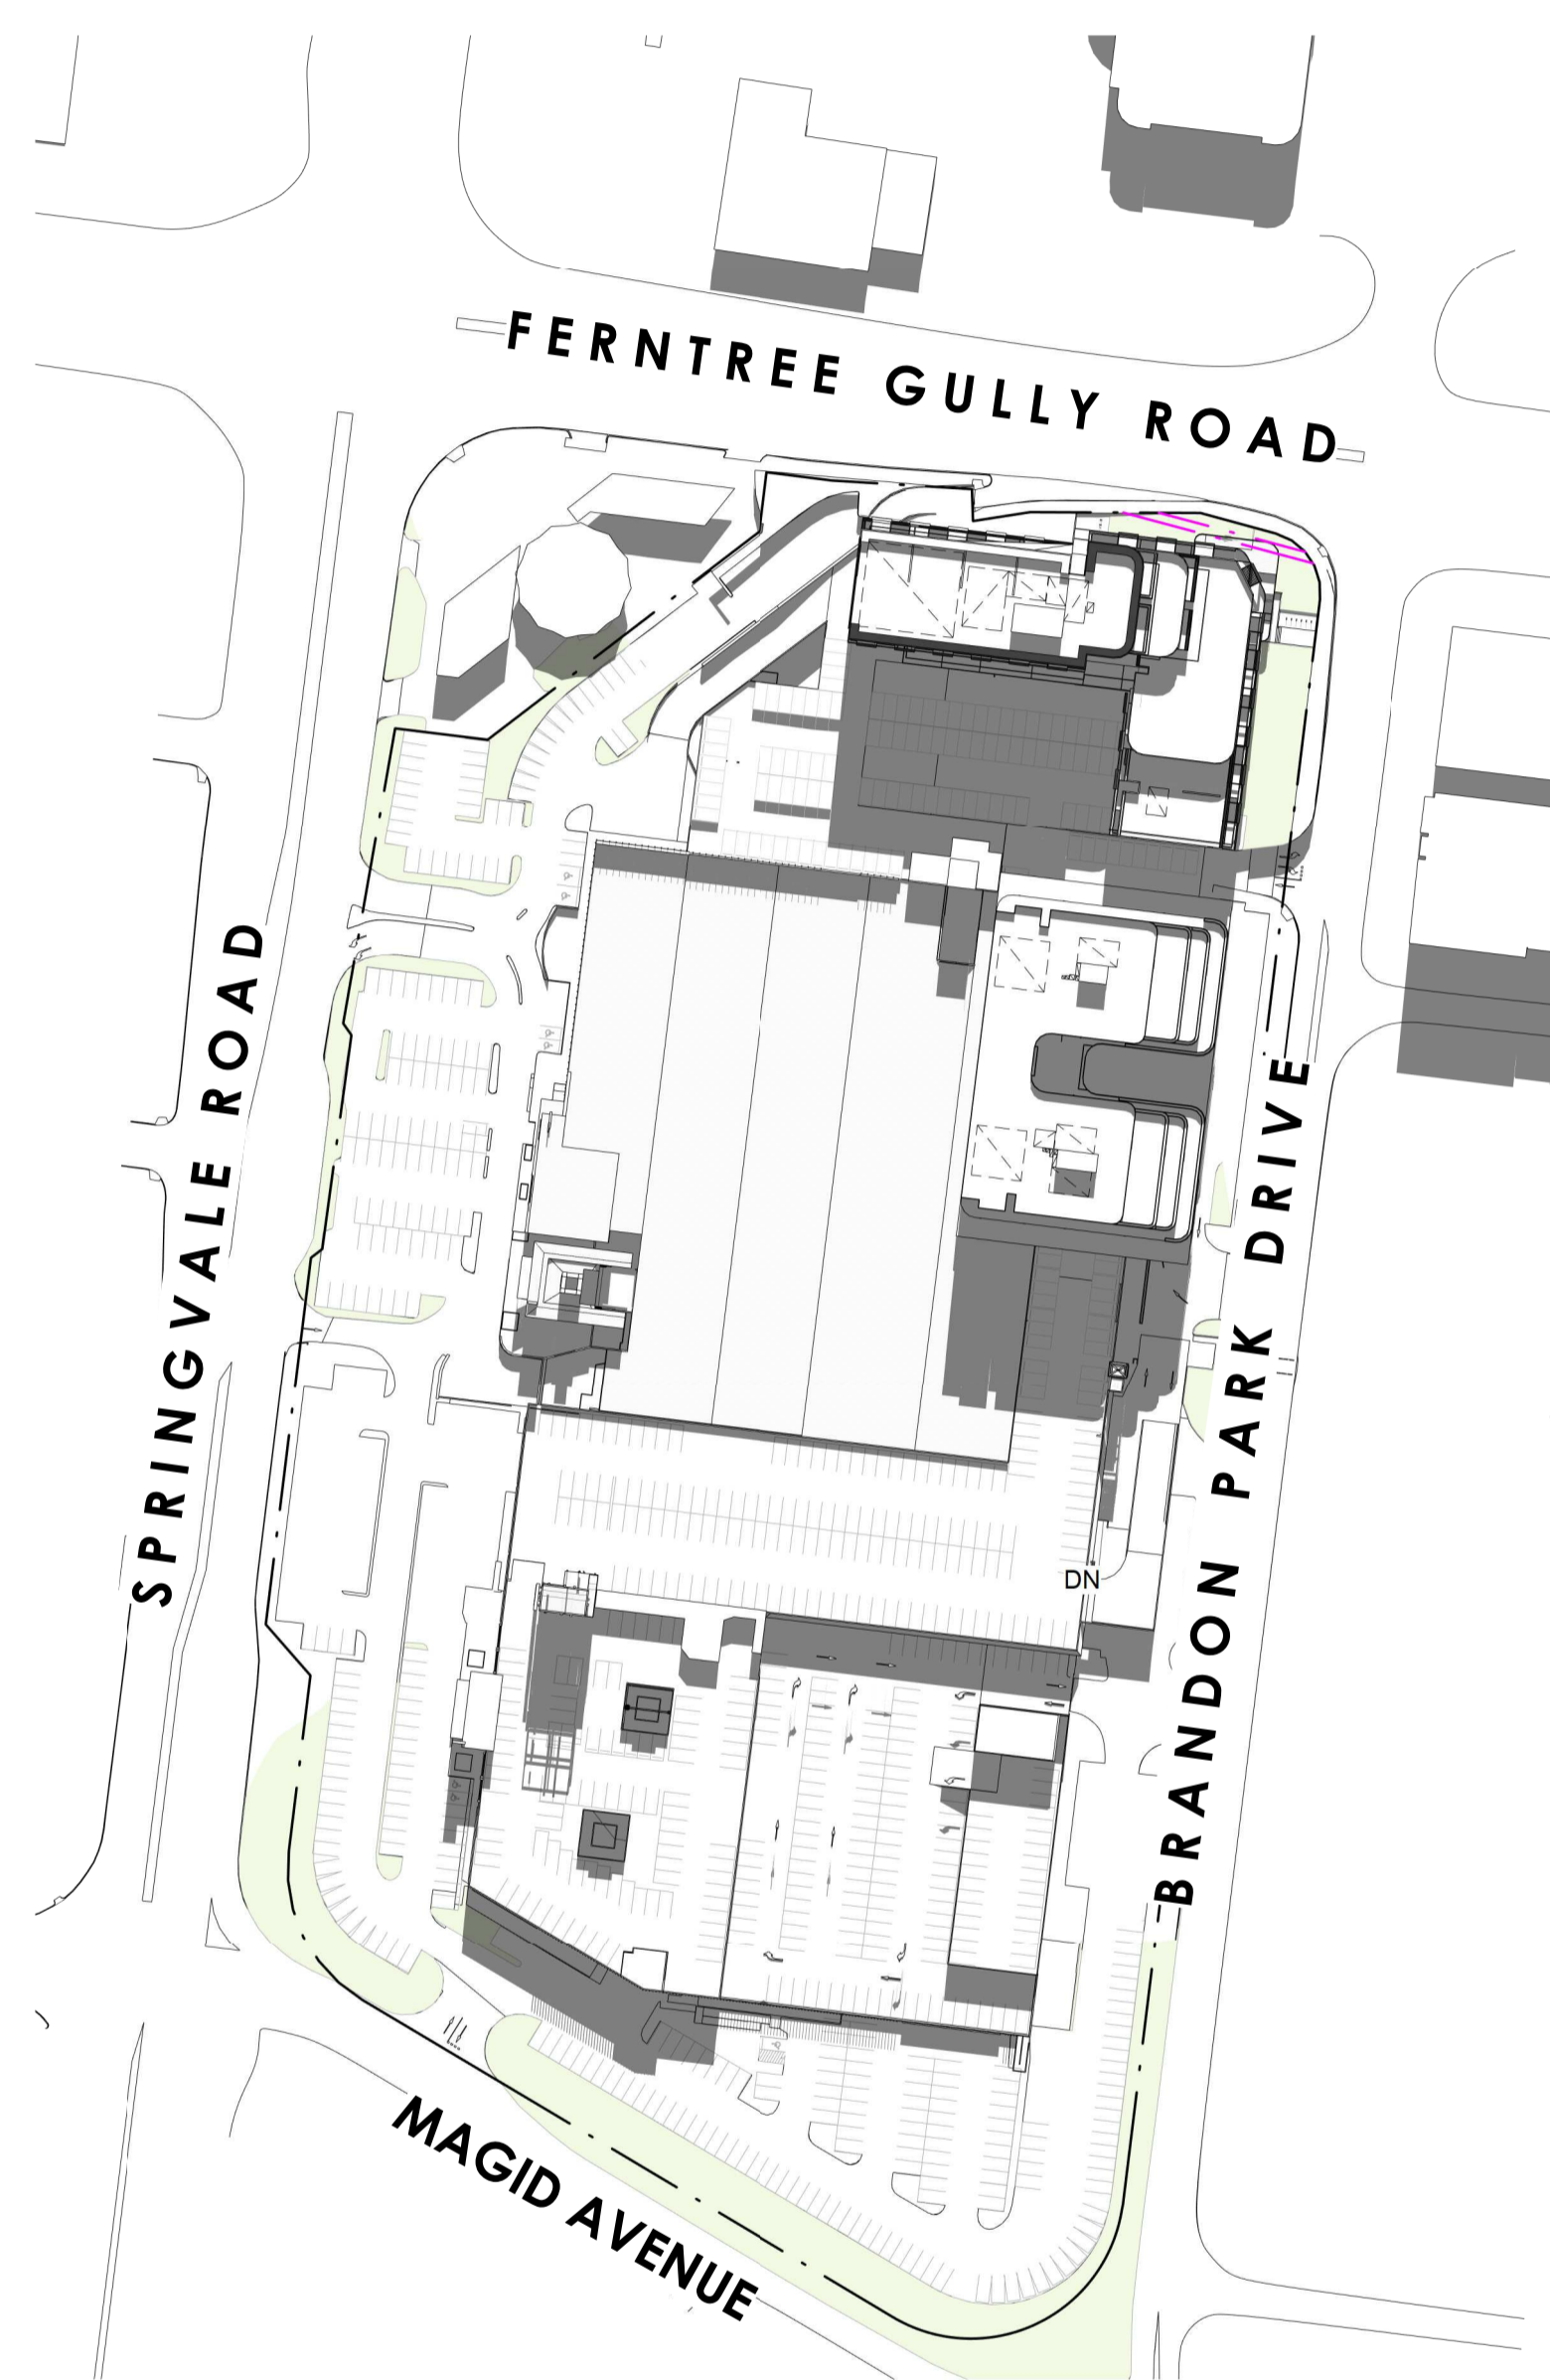 FERNTREE GULLY ROAD
SPRINGVALE ROAD
BRANDON PARK DRIVE
DN
MAGID AVENUE